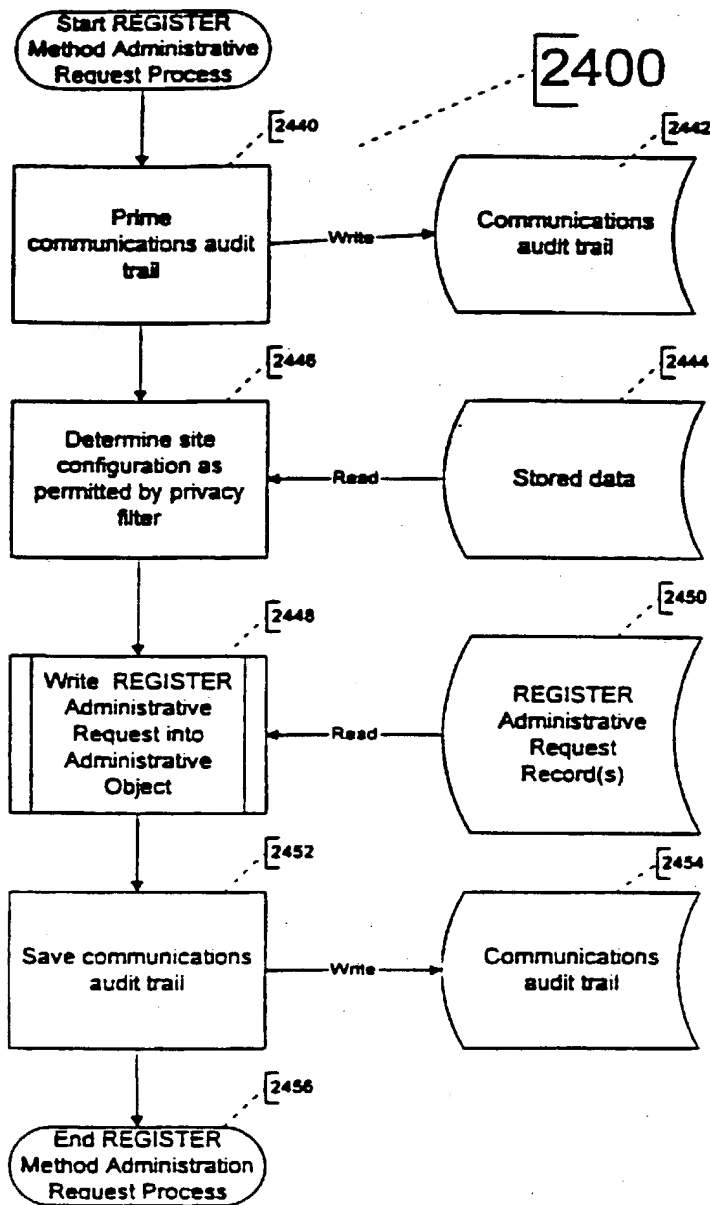 Start REGISTER
Method Administrative
Request Process
2400
2440
2442
Prime
communications audit
trail
Write
Communications
audit trail
2446
2444
Determine site
configuration as
permitted by privacy
filter
Read
Stored data
2448
2450
Write REGISTER
Administrative
Request into
Administrative
Object
Read
REGISTER
Administrative
Request
Record(s)
2452
2454
Save communications
audit trail
Write
Communications
audit trail
2456
End REGISTER
Method Administration
Request Process